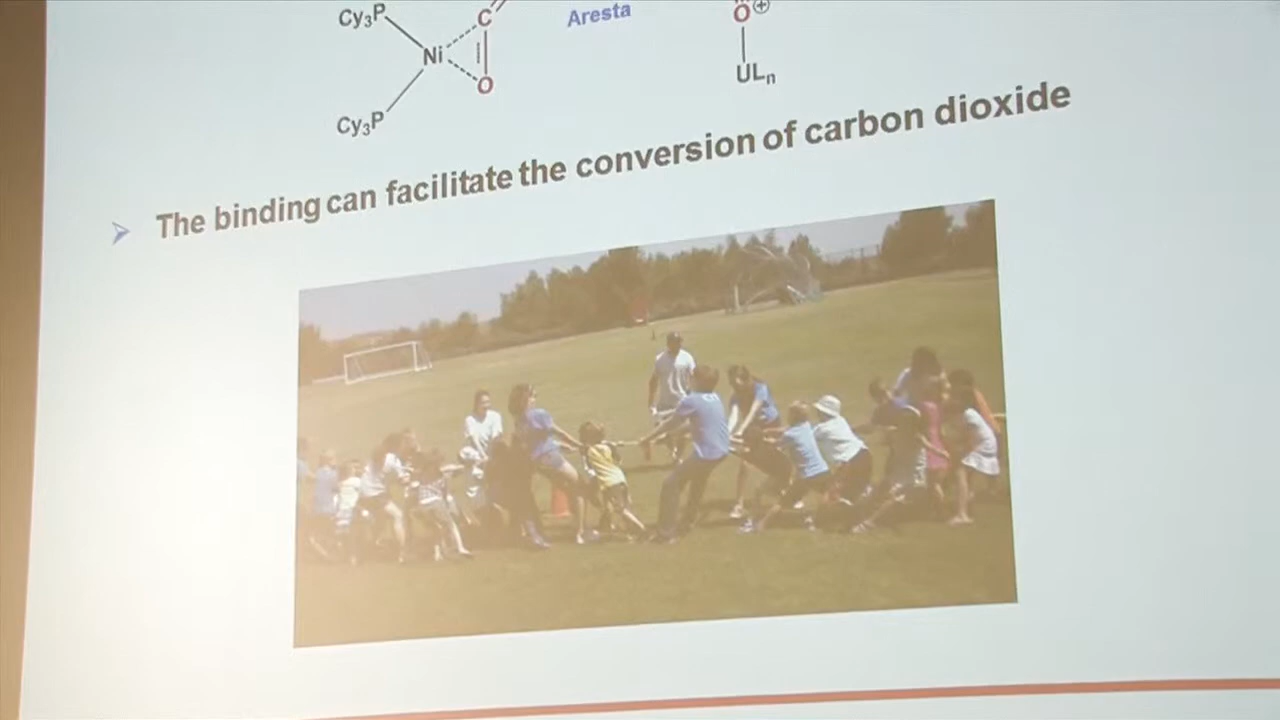 Cy3P
C
Aresta
O⊕
Ni
O
ULn
Cy3P
The binding can facilitate the conversion of carbon dioxide